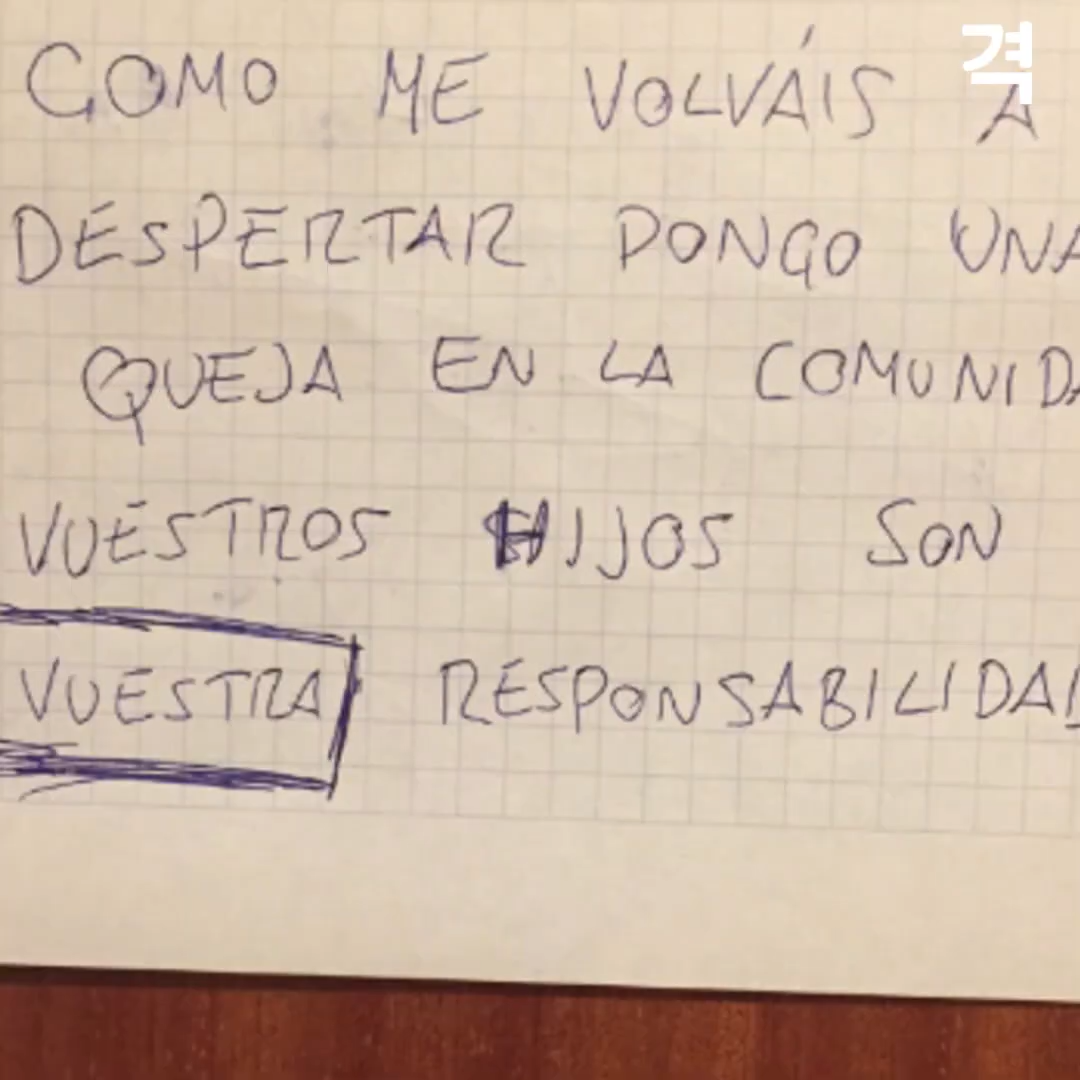 격
COMO ME VOLVÁIS A
DESPERTAR PONGO UNA
QUEJA EN LA COMUNIDA
VUESTROS HIJOS SON
VUESTRA RESPONSABILIDAD